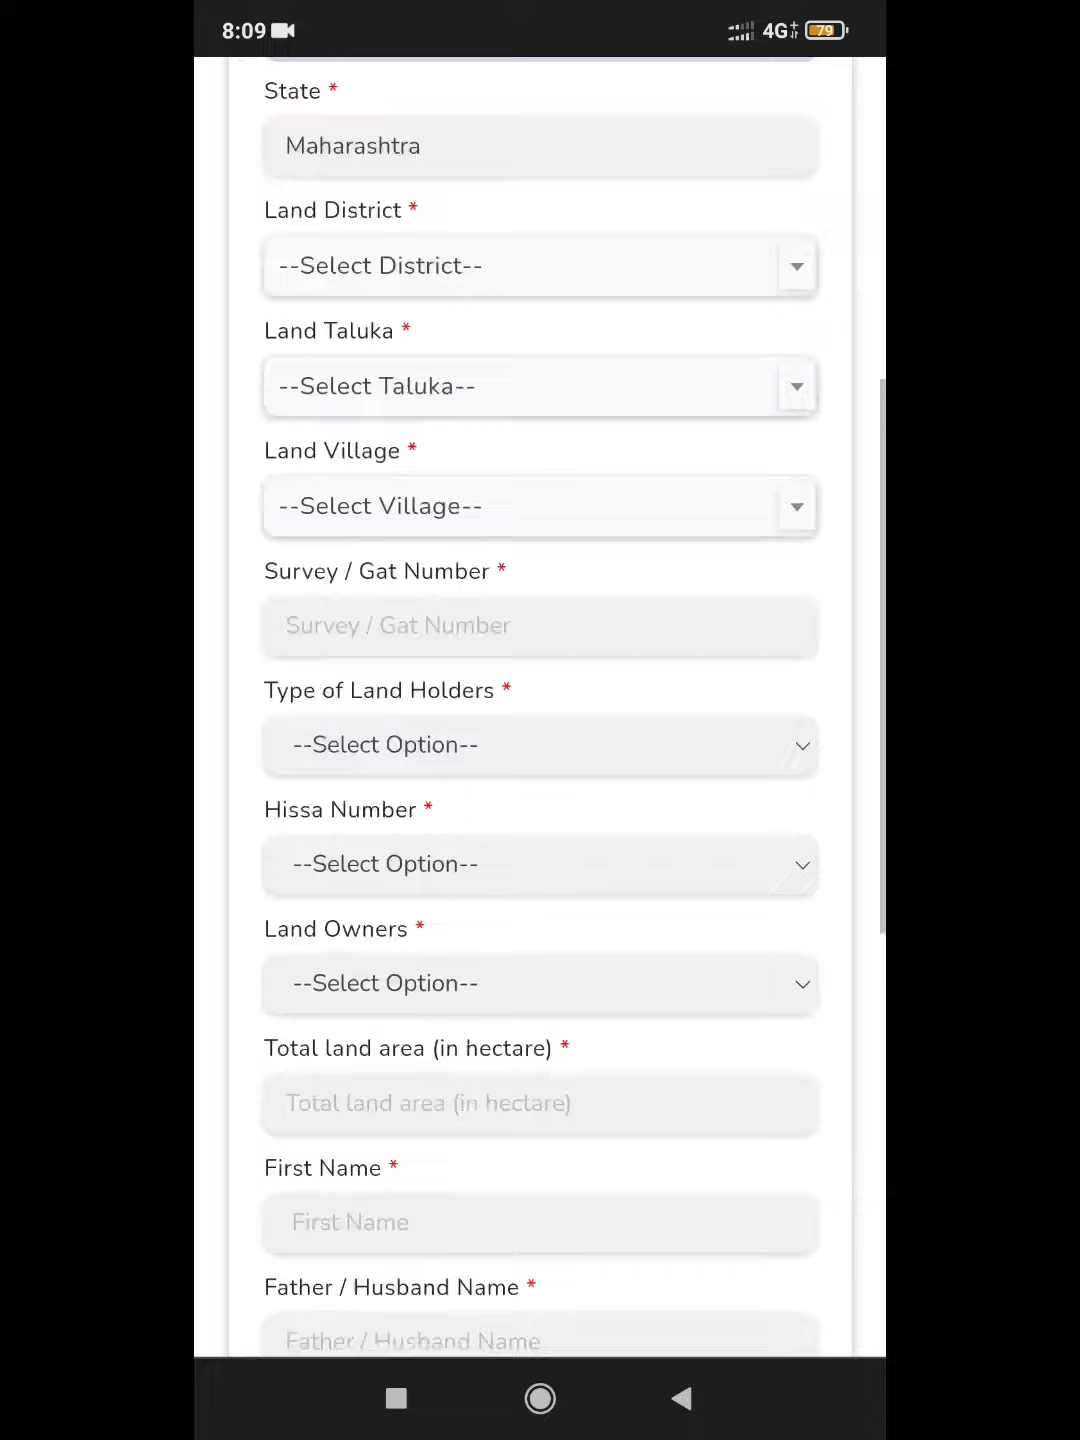 8:09 4G 79
State *
Maharashtra
Land District *
--Select District--
Land Taluka *
--Select Taluka--
Land Village *
--Select Village--
Survey / Gat Number *
Survey / Gat Number
Type of Land Holders *
--Select Option--
Hissa Number *
--Select Option--
Land Owners *
--Select Option--
Total land area (in hectare) *
Total land area (in hectare)
First Name *
First Name
Father / Husband Name *
Father / Husband Name